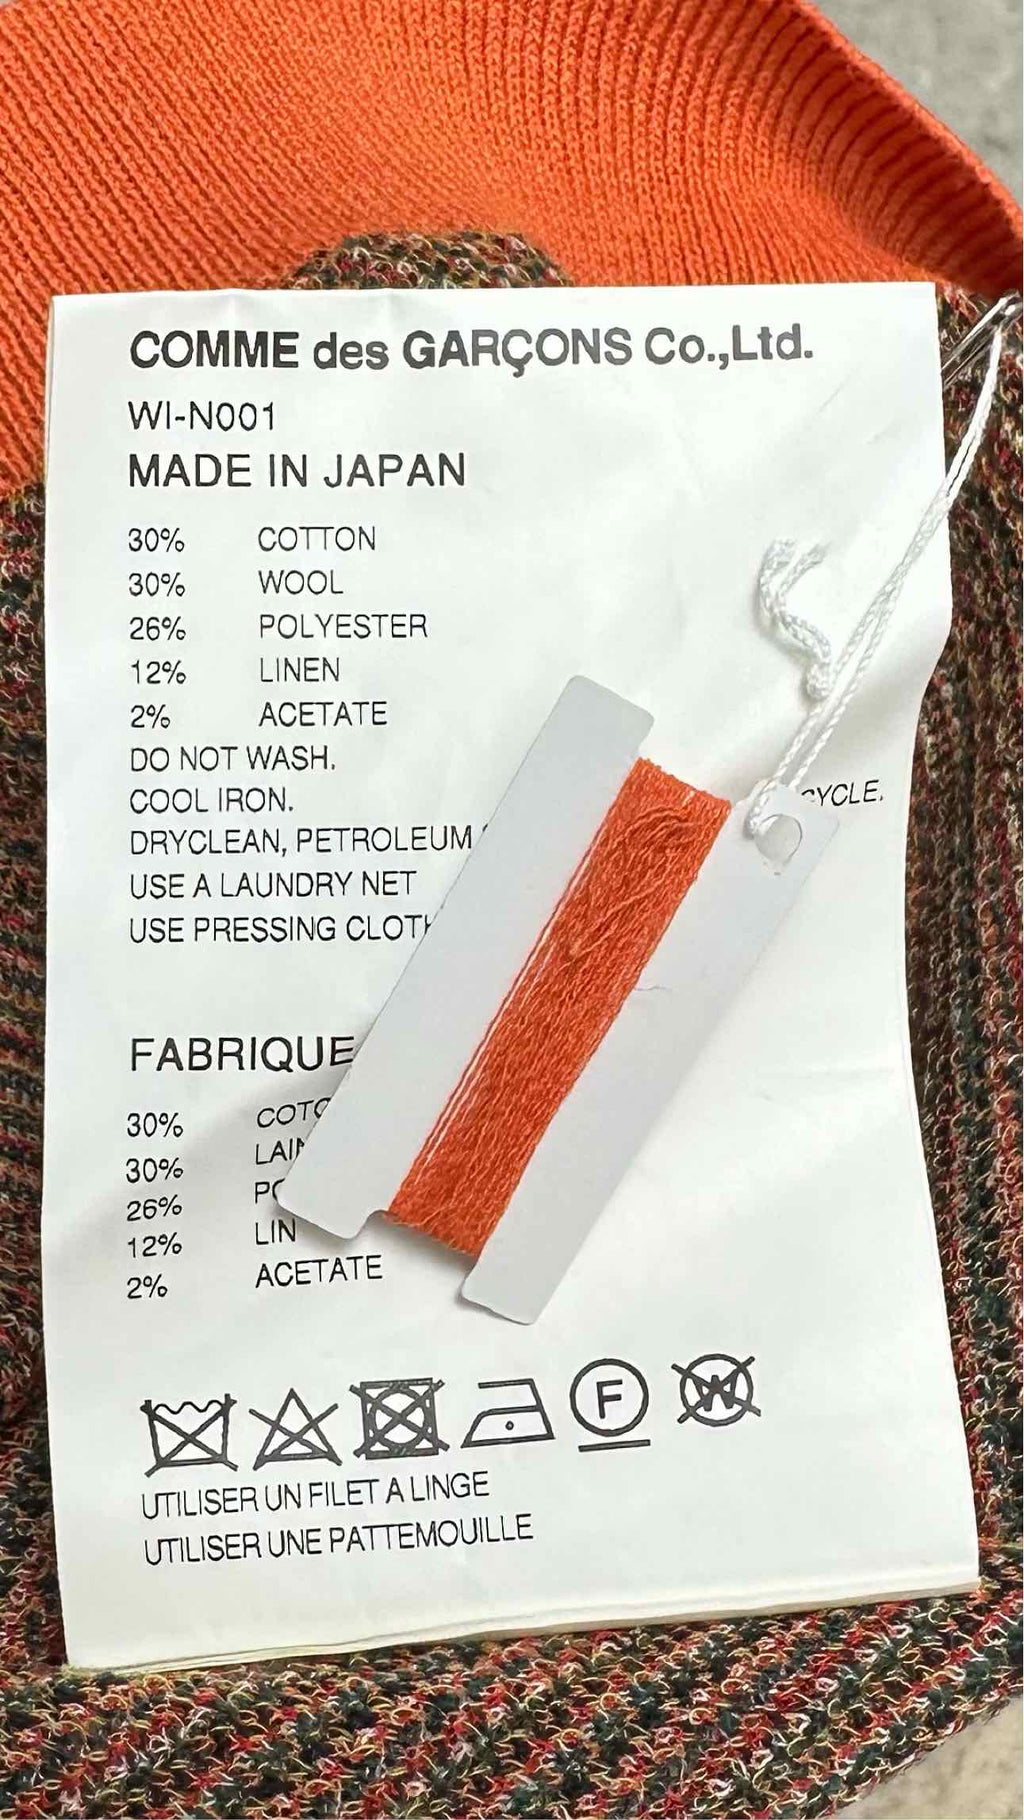 COMME des GARÇONS Co.,Ltd.
WI-N001
MADE IN JAPAN
30% COTTON
30% WOOL
26% POLYESTER
12% LINEN
2% ACETATE
DO NOT WASH.
COOL IRON.
DRYCLEAN, PETROLEUM
USE A LAUNDRY NET
USE PRESSING
FABRIQUE
30%
30%
26%
12% LIN
2% ACETATE
F W
UTILISER UN FILET A LINGE
UTILISER UNE PATTEMOUILLE